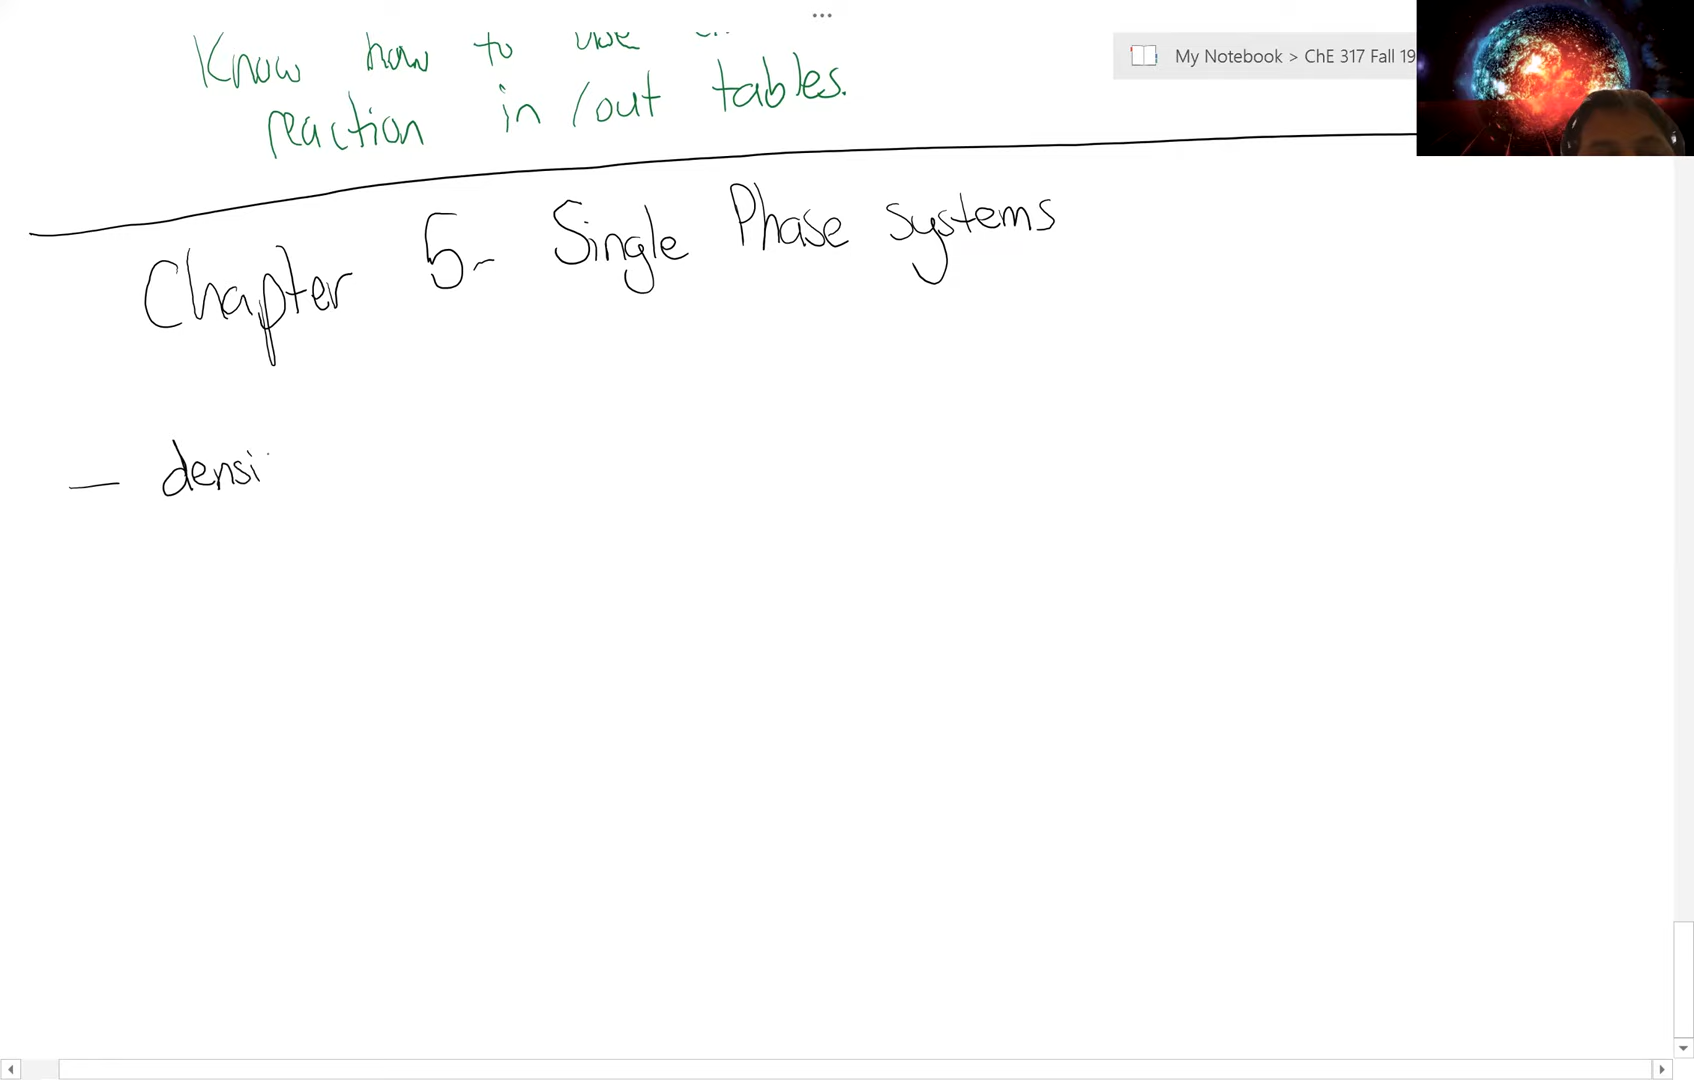 Know how to use
reaction in/out tables.
My Notebook > ChE 317 Fall 19
Chapter 5- Single Phase systems
— densi